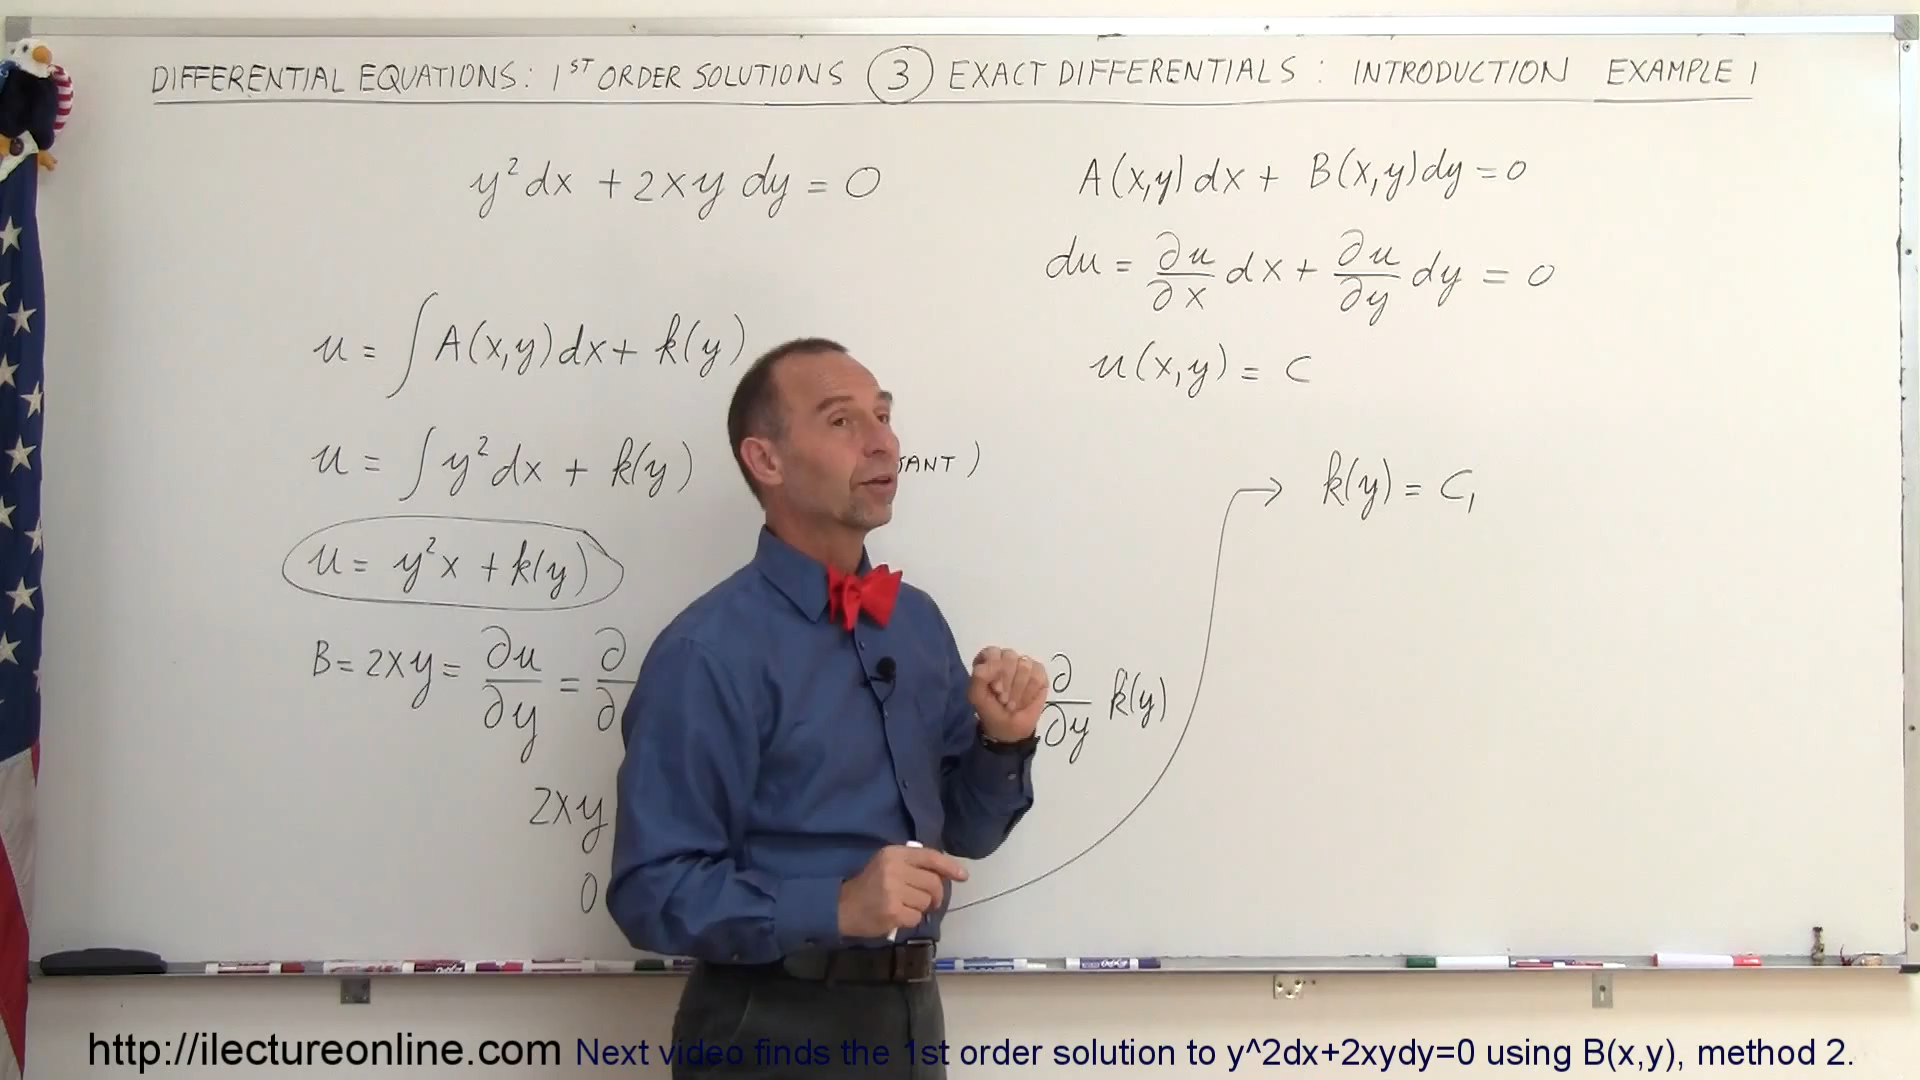 DIFFERENTIAL EQUATIONS: 1ST ORDER SOLUTIONS 3 EXACT DIFFERENTIALS: INTRODUCTION EXAMPLE 1
y² dx + 2xy dy = 0
A(x,y) dx + B(x,y) dy = 0
du = ∂u/∂x dx + ∂u/∂y dy = 0
u = ∫ A(x,y) dx + k(y)
u(x,y) = C
u = ∫ y² dx + k(y)
k(y) = C₁
u = y²x + k(y)
B = 2xy = ∂u/∂y = ∂/∂ ∂/∂y k(y)
2xy
0
http://ilectureonline.com Next video finds the 1st order solution to y^2dx+2xydy=0 using B(x,y), method 2.